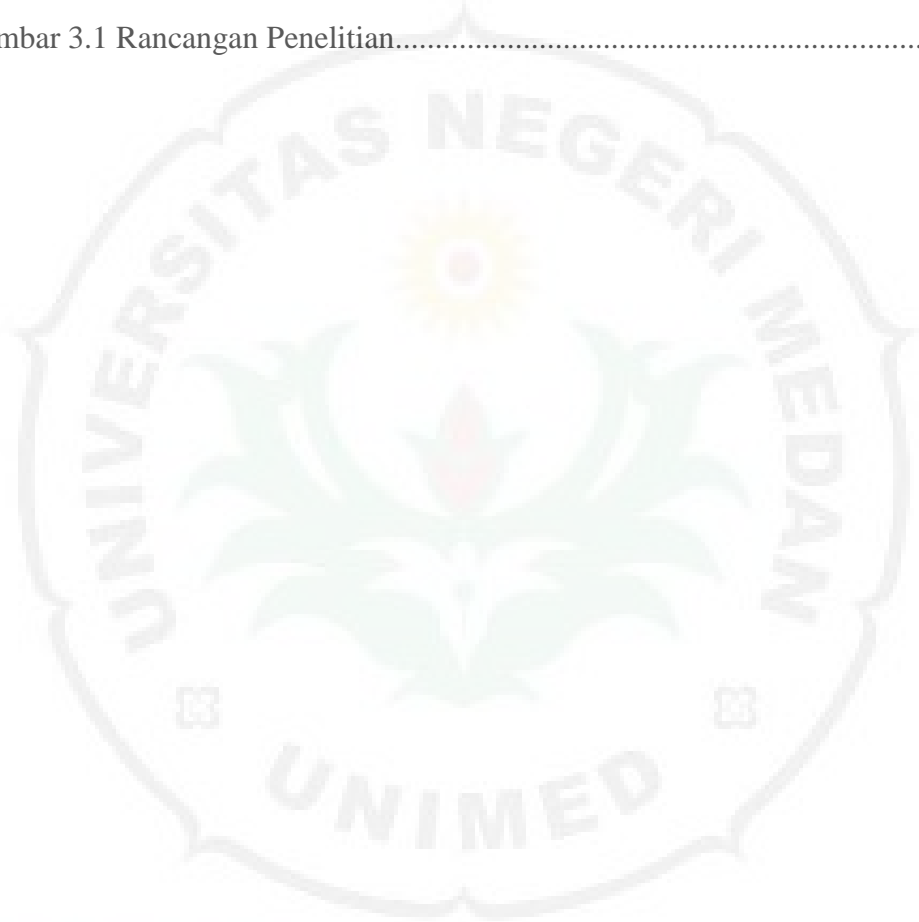 mbar 3.1 Rancangan Penelitian..........................................................................
UNIVERSITAS NEGERI MEDAN
UNIMED